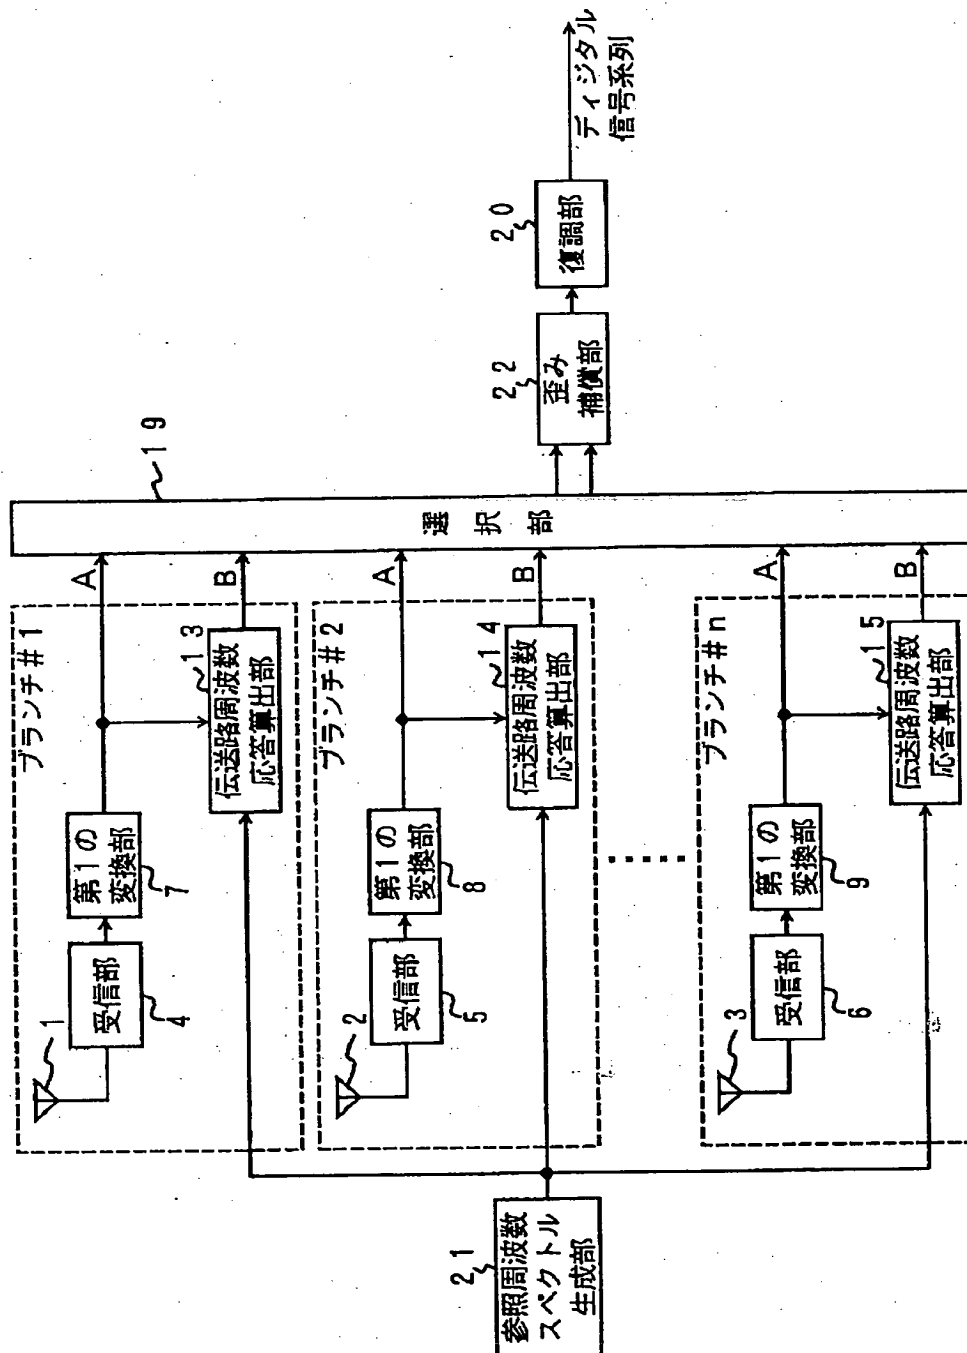 ブランチ#1
1
受信部
4
第1の
変換部
7
伝送路周波数
応答算出部
13
A
B
ブランチ#2
2
受信部
5
第1の
変換部
8
伝送路周波数
応答算出部
14
A
B
ブランチ#n
3
受信部
6
第1の
変換部
9
伝送路周波数
応答算出部
15
A
B
参照周波数
スペクトル
生成部
21
選択部
19
歪み
補償部
22
復調部
20
ディジタル
信号系列